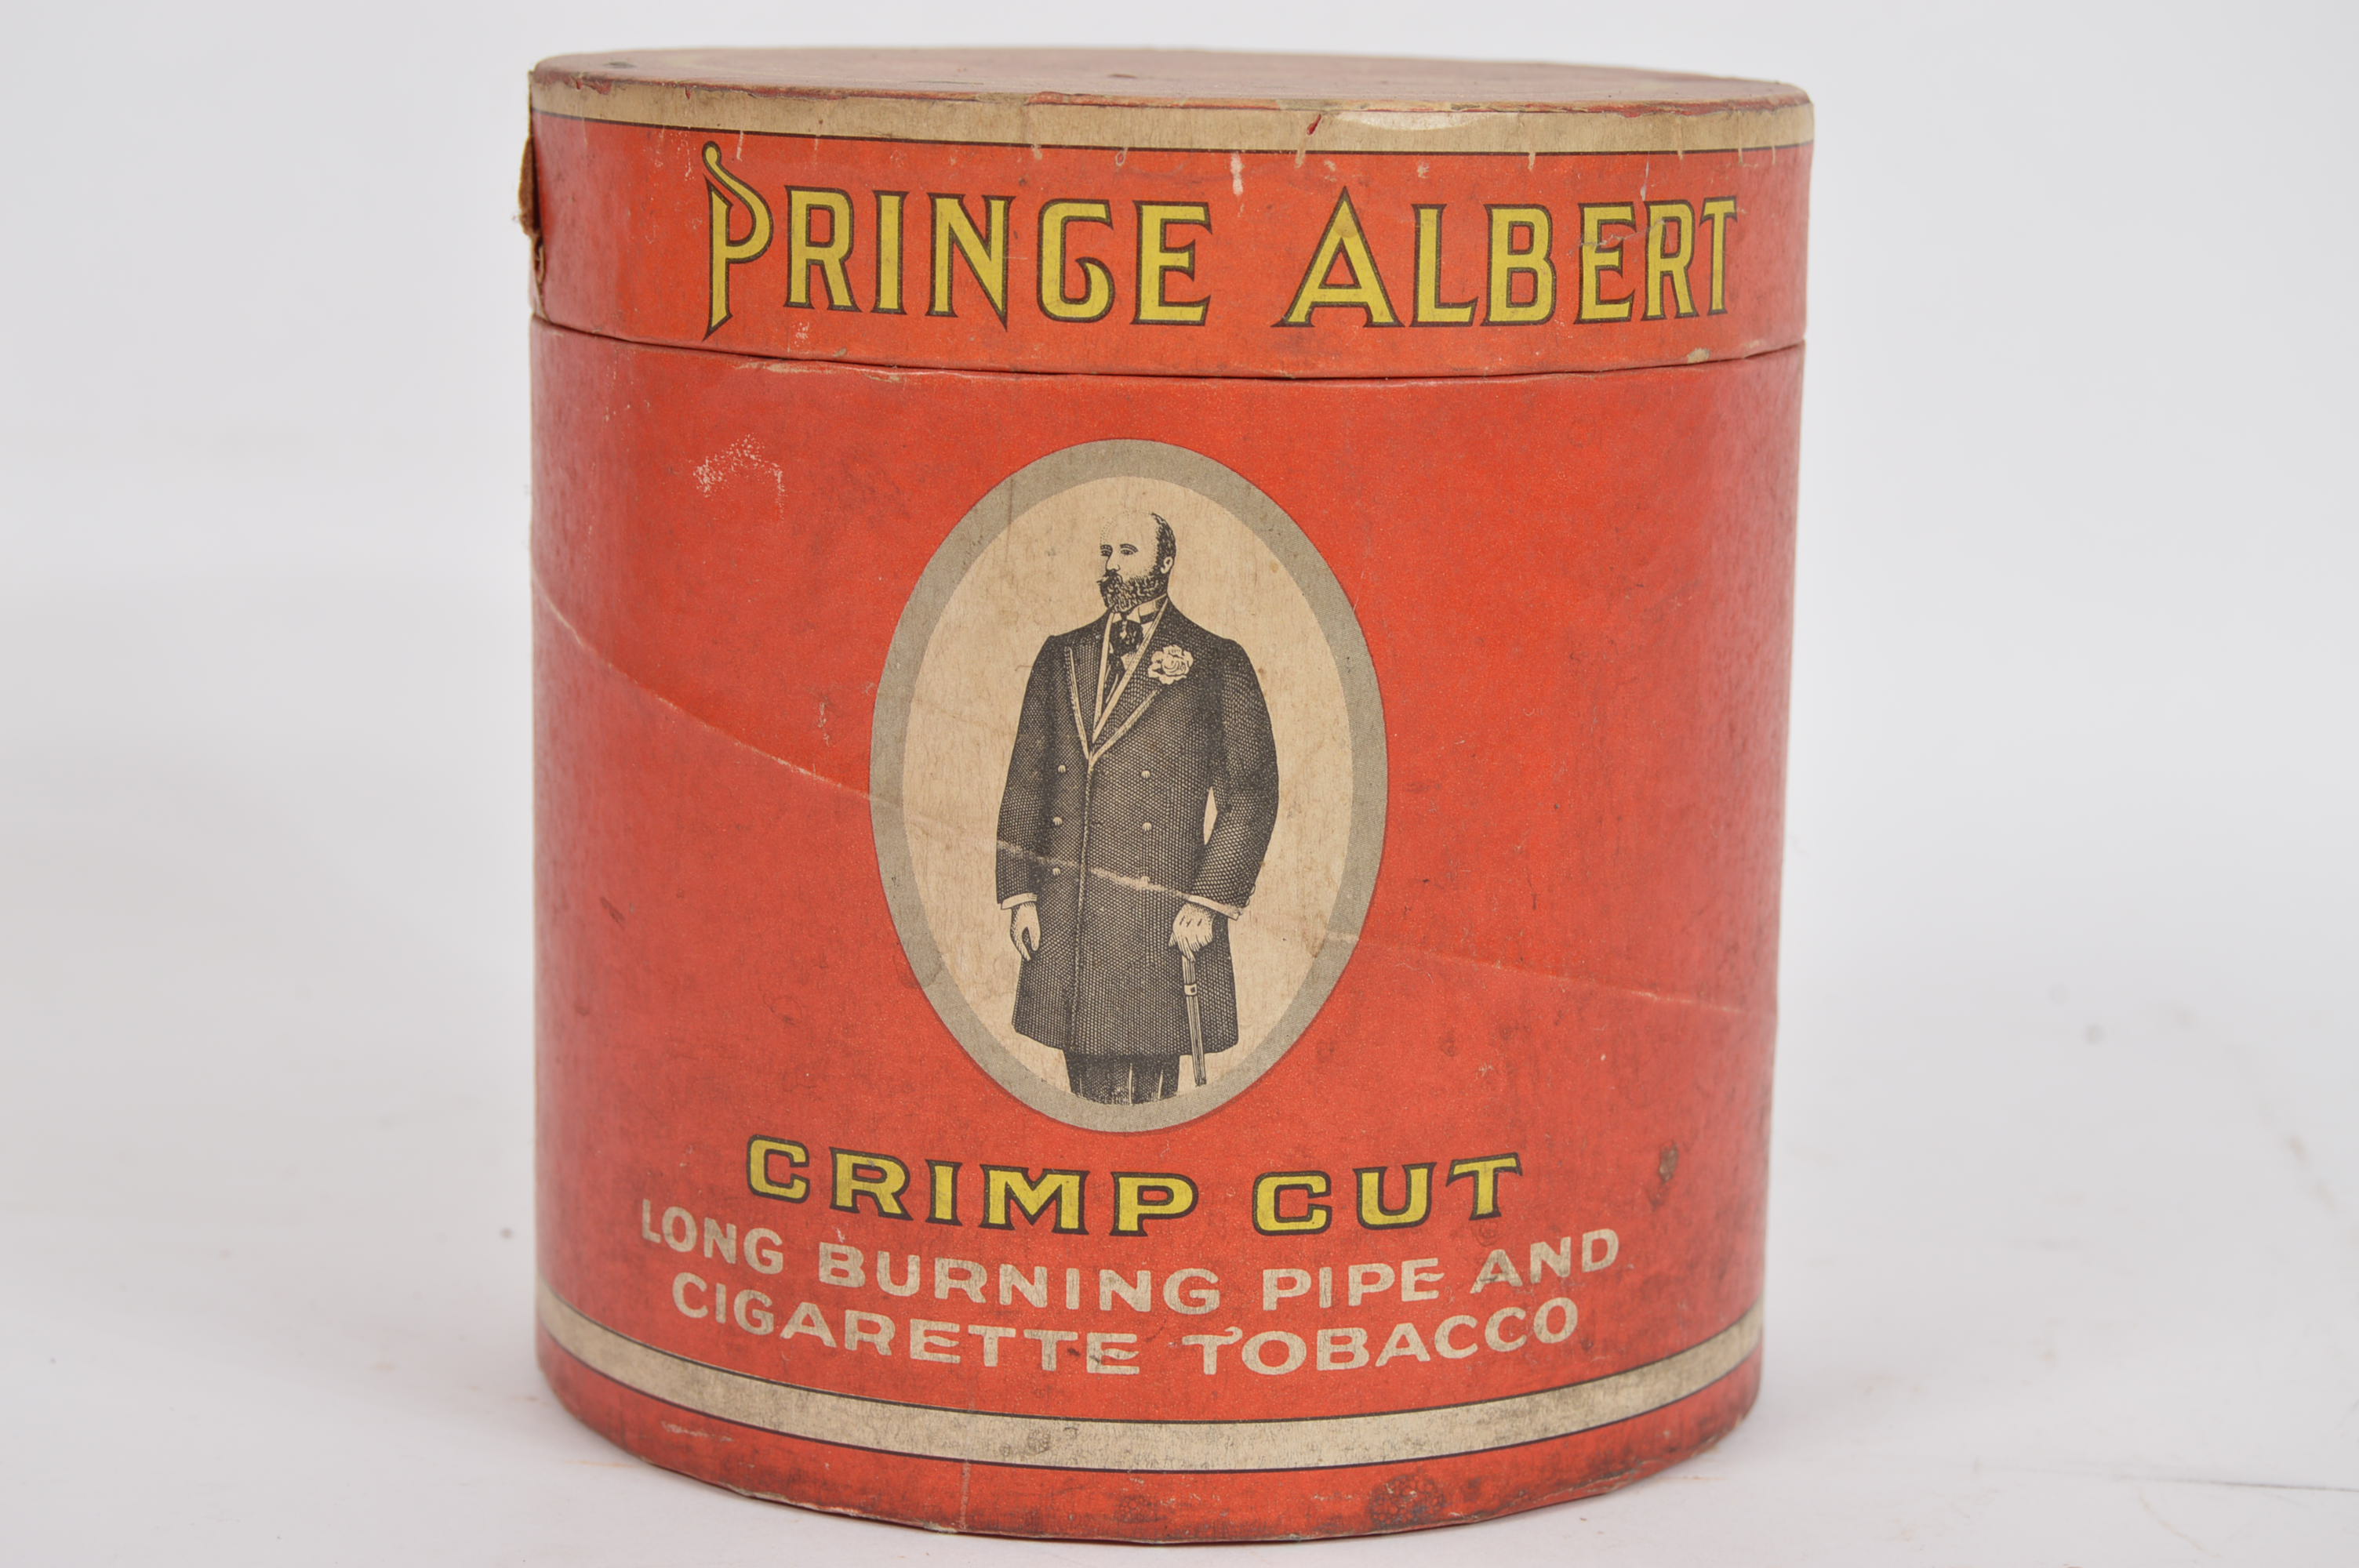 PRINCE ALBERT
CRIMP CUT
LONG BURNING PIPE AND
CIGARETTE TOBACCO